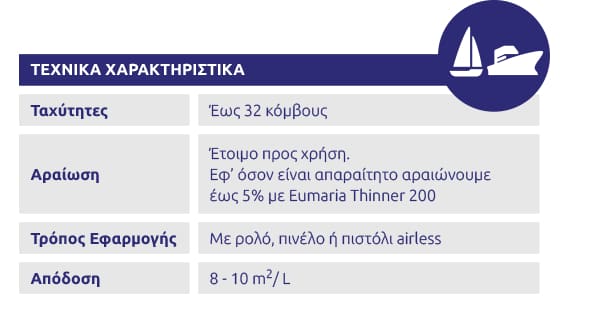 ΤΕΧΝΙΚΑ ΧΑΡΑΚΤΗΡΙΣΤΙΚΑ
Ταχύτητες
Έως 32 κόμβους
Αραίωση
Έτοιμο προς χρήση.
Εφ’ όσον είναι απαραίτητο αραιώνουμε
έως 5% με Eumaria Thinner 200
Τρόπος Εφαρμογής
Με ρολό, πινέλο ή πιστόλι airless
Απόδοση
8 - 10 m²/ L